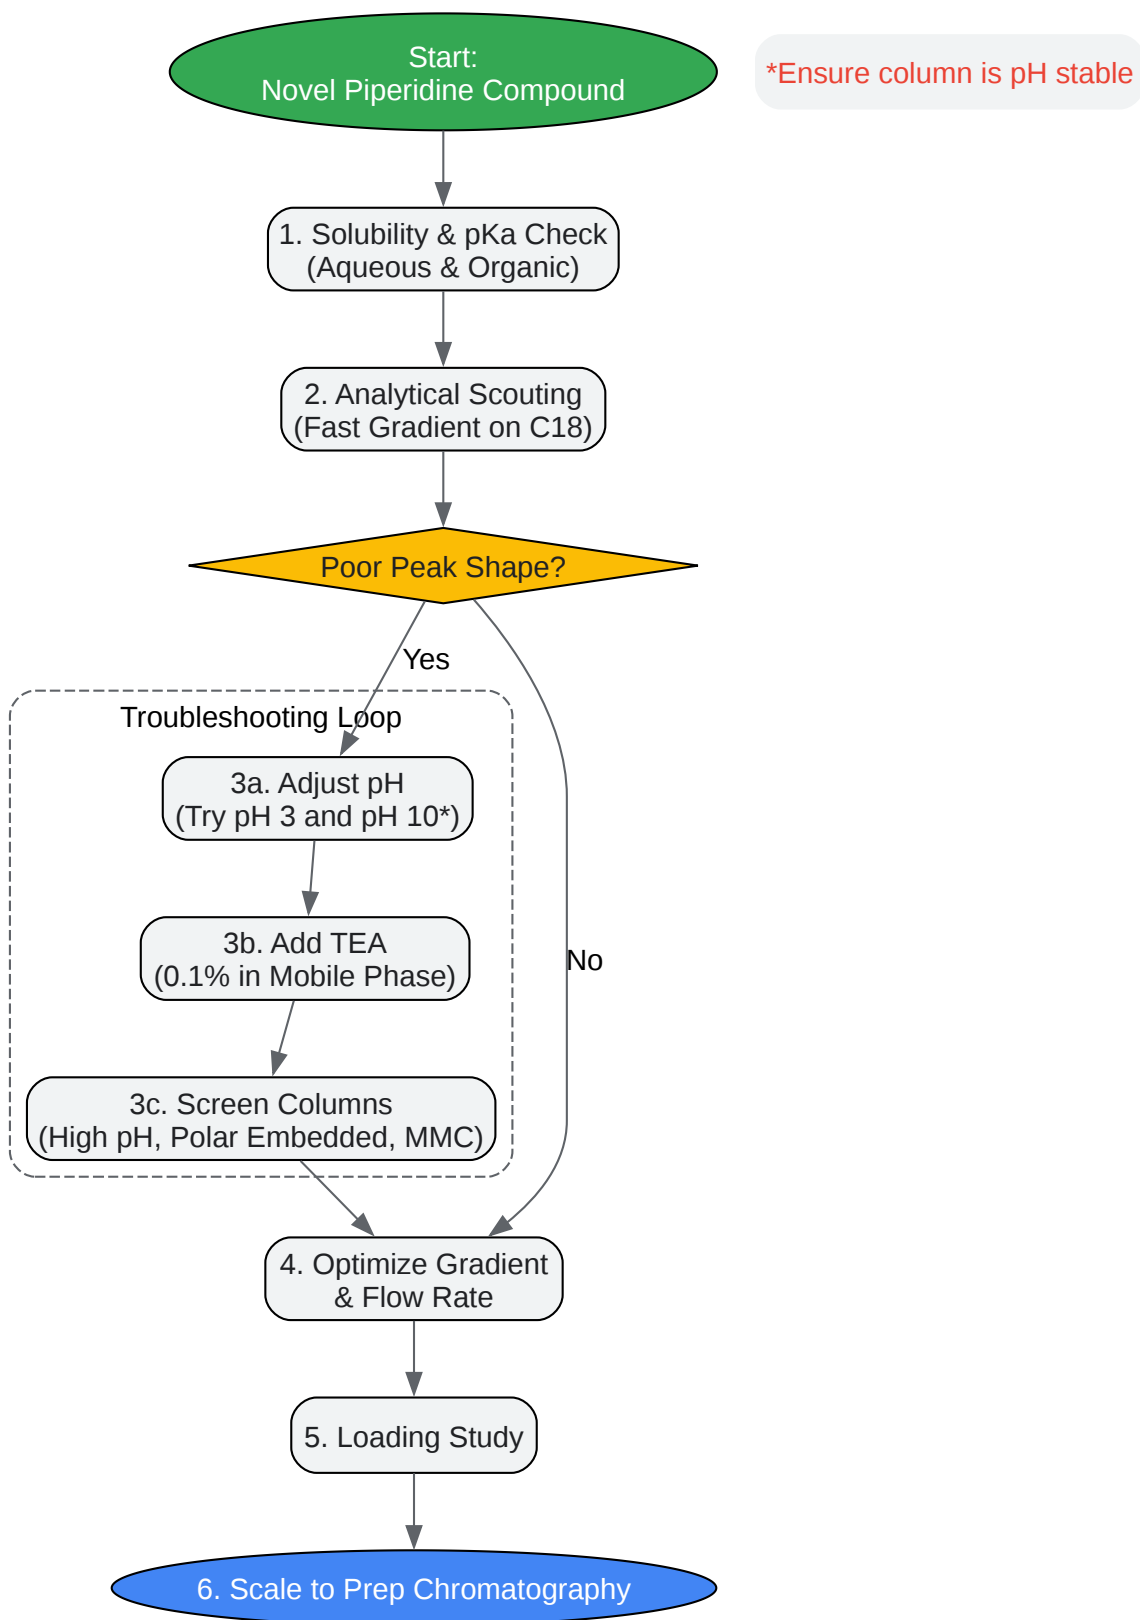 Start:
Novel Piperidine Compound
*Ensure column is pH stable
1. Solubility & pKa Check
(Aqueous & Organic)
2. Analytical Scouting
(Fast Gradient on C18)
Poor Peak Shape?
Yes
Troubleshooting Loop
3a. Adjust pH
(Try pH 3 and pH 10*)
3b. Add TEA
(0.1% in Mobile Phase)
No
3c. Screen Columns
(High pH, Polar Embedded, MMC)
4. Optimize Gradient
& Flow Rate
5. Loading Study
6. Scale to Prep Chromatography